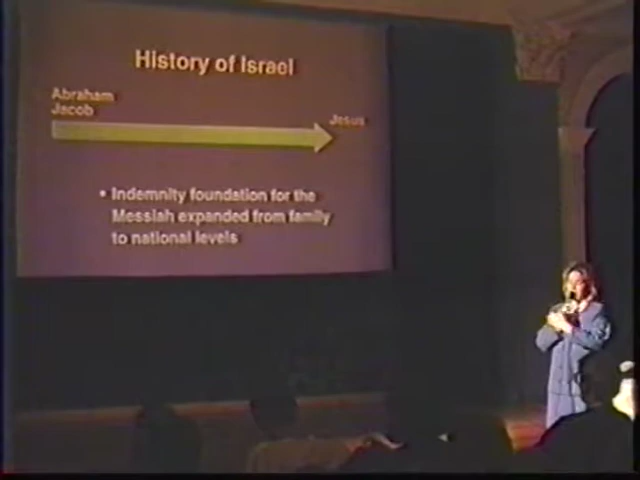 History of Israel
Abraham
Jacob
Jesus
• Indemnity foundation for the
Messiah expanded from family
to national levels